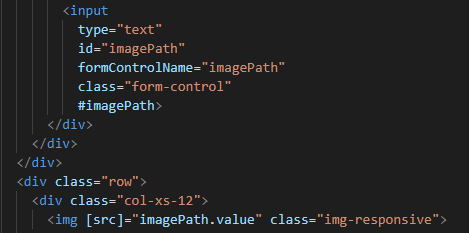 <input
type="text"
id="imagePath"
formControlName="imagePath"
class="form-control"
#imagePath>
</div>
</div>
</div>
<div class="row">
<div class="col-xs-12">
<img [src]="imagePath.value" class="img-responsive">